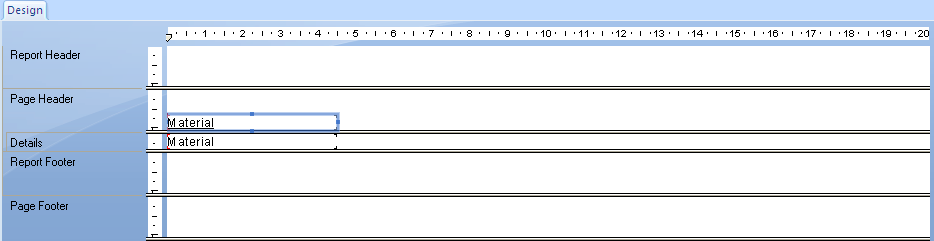 Design
1 2 3 4 5 6 7 8 9 10 11 12 13 14 15 16 17 18 19 20
Report Header
Page Header
Material
Details Material
Report Footer
Page Footer